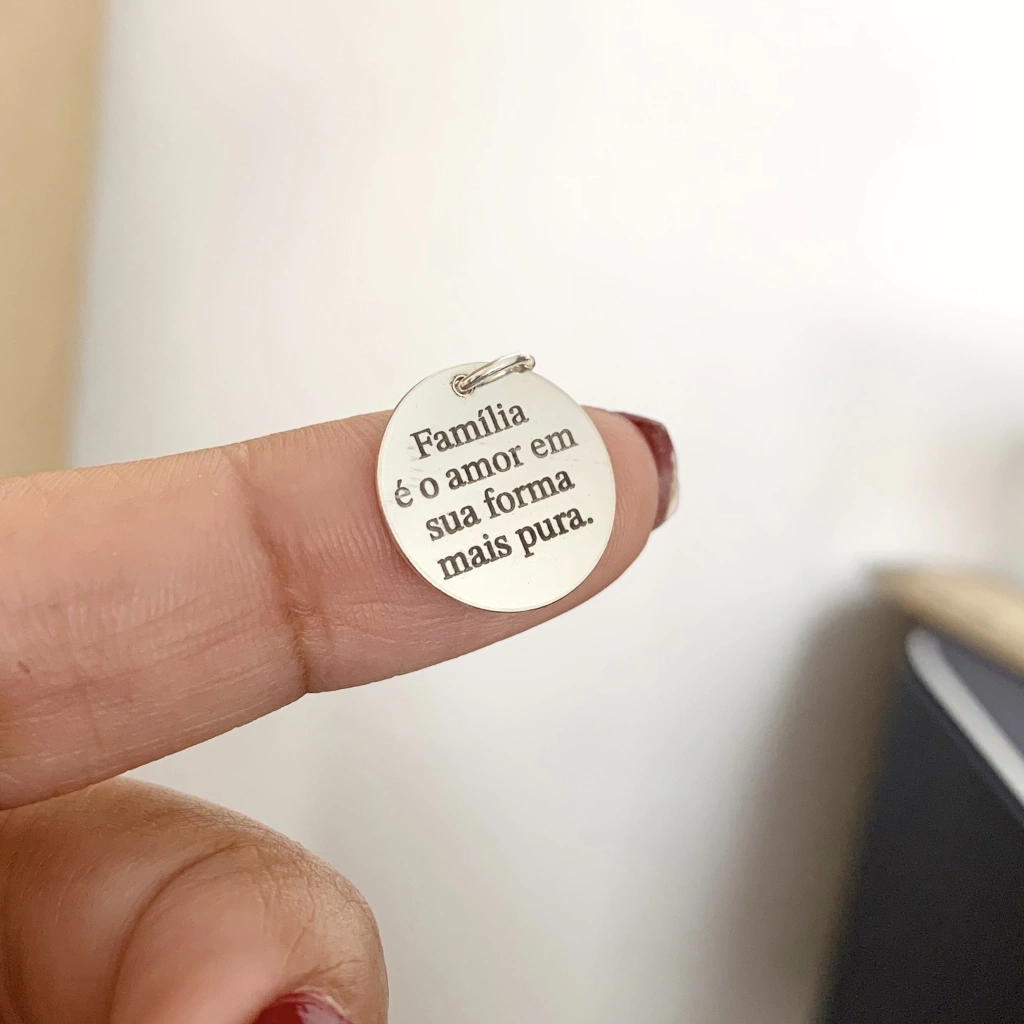 Família
é o amor em
sua forma
mais pura.